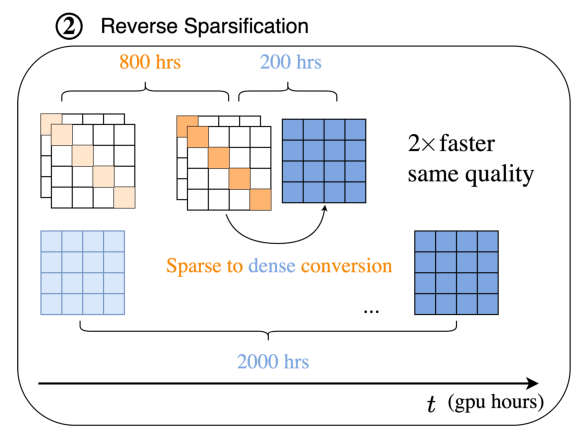 ② Reverse Sparsification
800 hrs
200 hrs
2× faster
same quality
Sparse to dense conversion
...
2000 hrs
t (gpu hours)